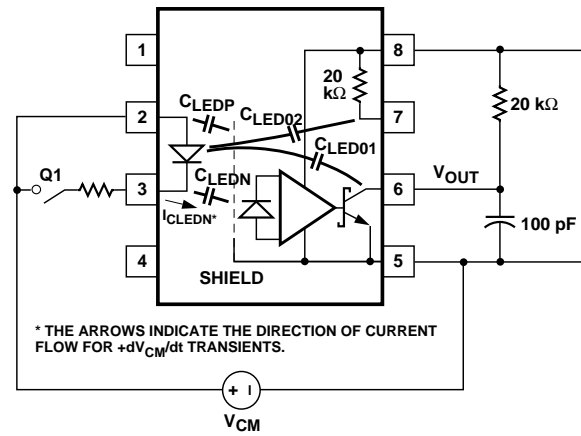 1
8
20
kΩ
CLEDP
CLED02
20 kΩ
2
7
CLED01
Q1
VOUT
3
CLEDN
6
ICLEDN*
100 pF
4
SHIELD
5
* THE ARROWS INDICATE THE DIRECTION OF CURRENT
FLOW FOR +dVCM/dt TRANSIENTS.
+ –
VCM